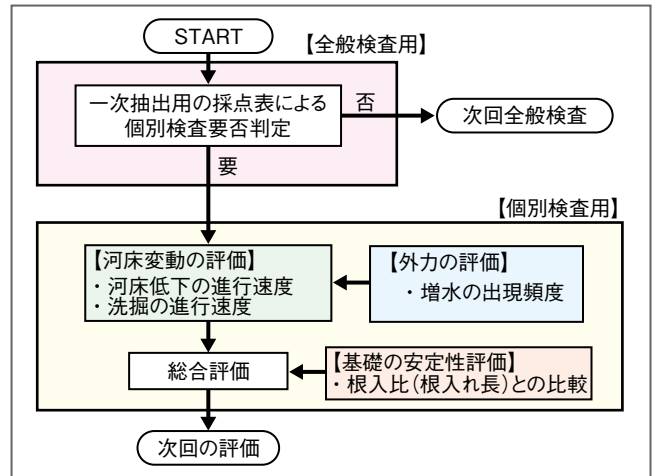 START
【全般検査用】
一次抽出用の採点表による
個別検査要否判定
否
次回全般検査
要
【個別検査用】
【河床変動の評価】
・河床低下の進行速度
・洗掘の進行速度
【外力の評価】
・増水の出現頻度
総合評価
【基礎の安定性評価】
・根入比(根入れ長)との比較
次回の評価